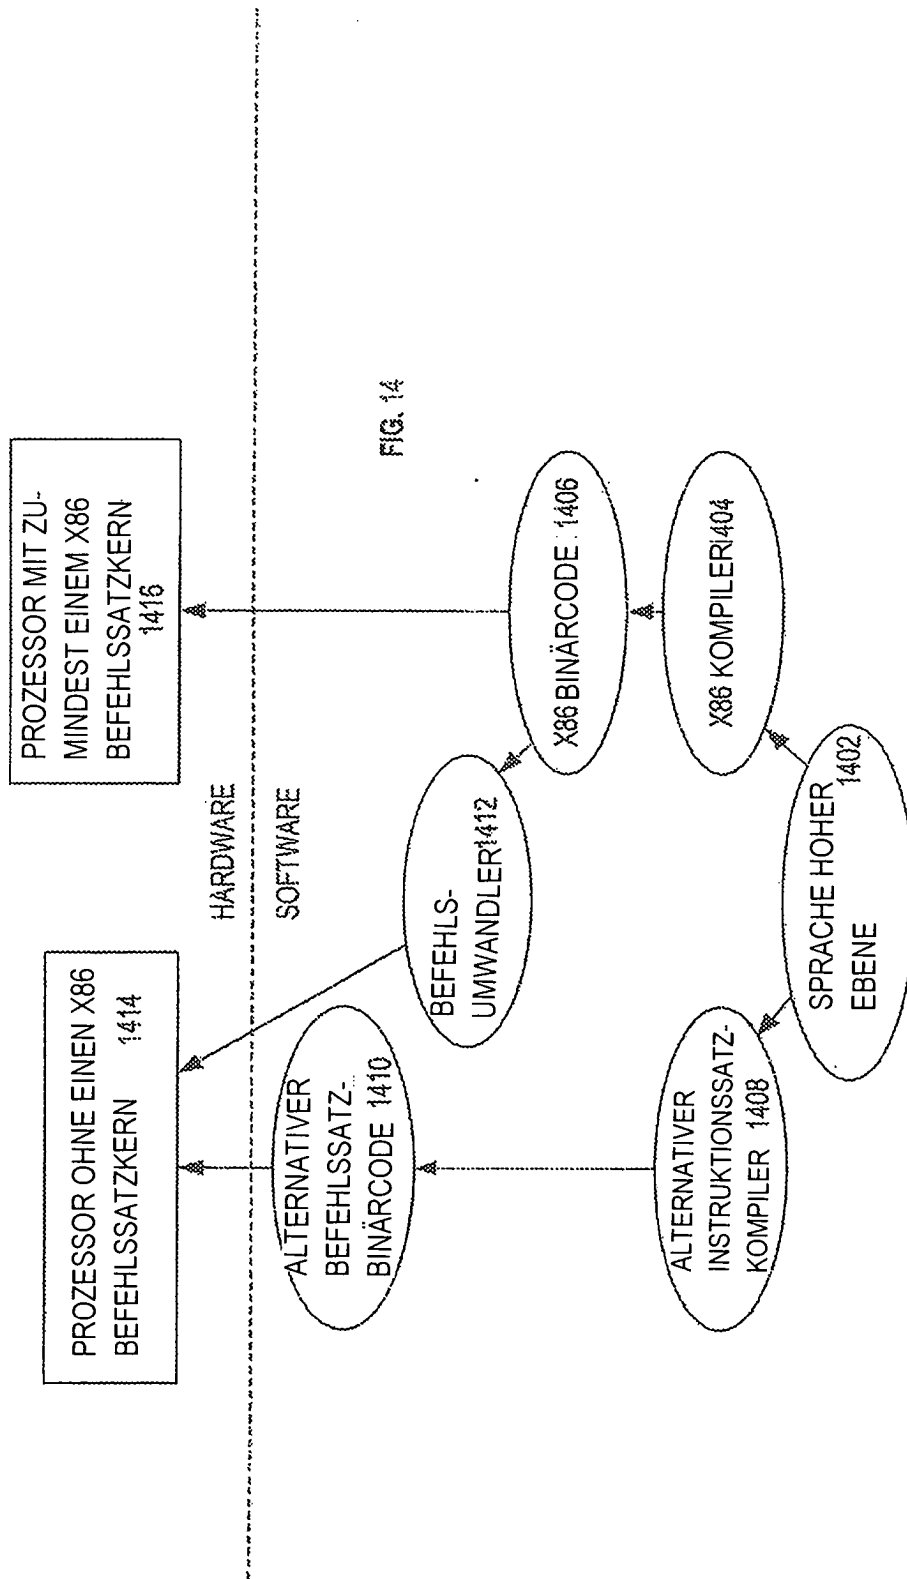 PROZESSOR OHNE EINEN X86
BEFEHLSSATZKERN 1414
PROZESSOR MIT ZU-
MINDEST EINEM X86
BEFEHLSSATZKERN
1416
HARDWARE
SOFTWARE
ALTERNATIVER
BEFEHLSSATZ-
BINÄRCODE 1410
BEFEHLS-
UMWANDLER 1412
FIG. 14
X86 BINÄRCODE 1406
ALTERNATIVER
INSTRUKTIONSSATZ-
KOMPILER 1408
X86 KOMPILER 1404
SPRACHE HOHER
EBENE 1402